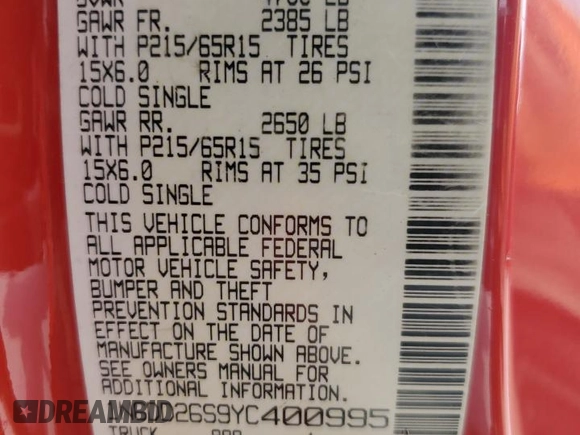 GAWR FR. 2385 LB
WITH P215/65R15 TIRES
15X6.0 RIMS AT 26 PSI
COLD SINGLE
GAWR RR. 2650 LB
WITH P215/65R15 TIRES
15X6.0 RIMS AT 35 PSI
COLD SINGLE
THIS VEHICLE CONFORMS TO
ALL APPLICABLE FEDERAL
MOTOR VEHICLE SAFETY,
BUMPER AND THEFT
PREVENTION STANDARDS IN
EFFECT ON THE DATE OF
MANUFACTURE SHOWN ABOVE.
SEE OWNERS MANUAL FOR
ADDITIONAL INFORMATION.
D26S9YC400995
DREAMBID
TRUCK